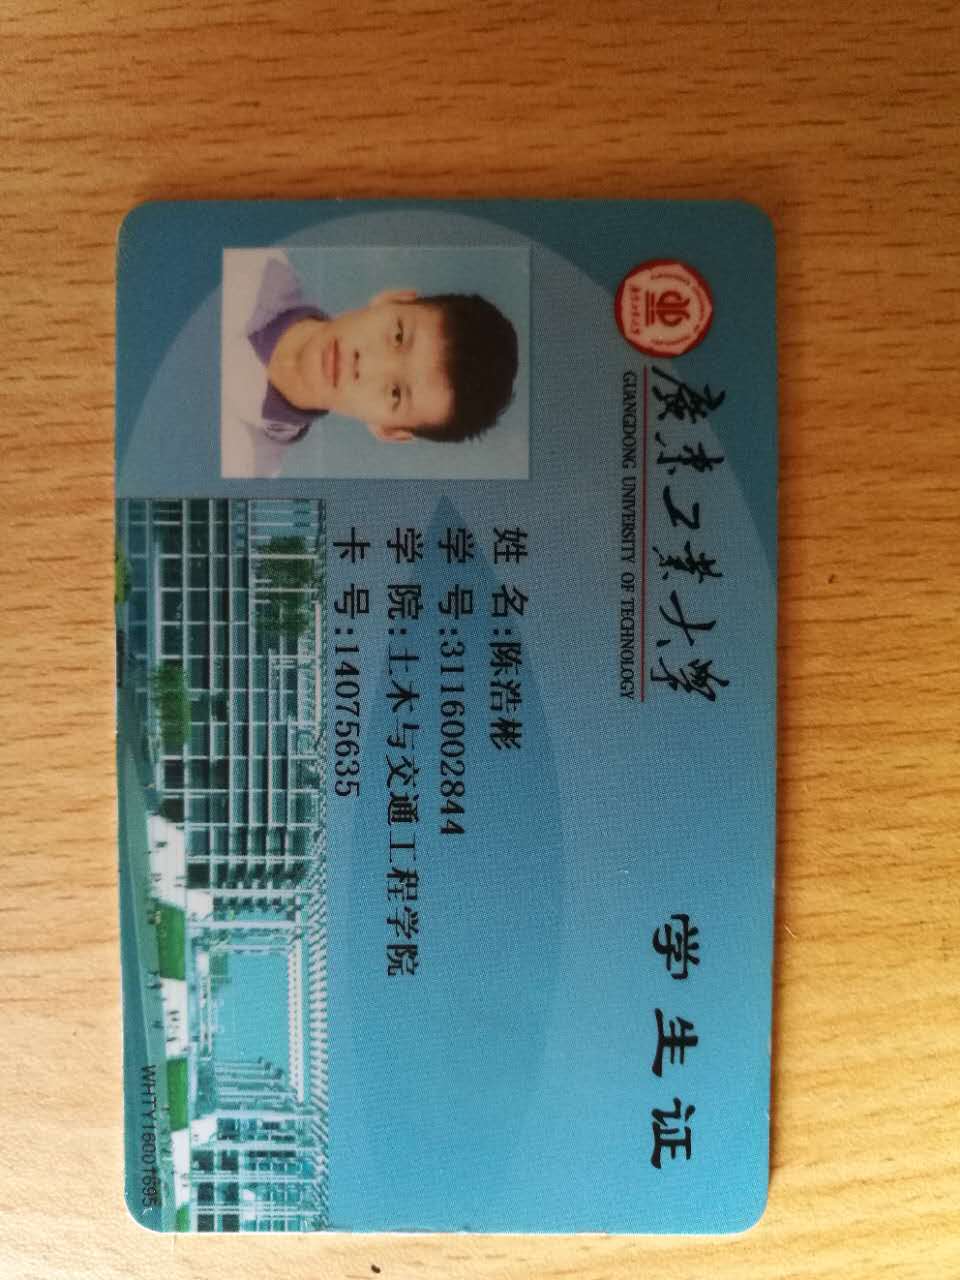 廣東工業大學
GUANGDONG UNIVERSITY OF TECHNOLOGY
学生证
姓 名:陈浩彬
学 号:3116002844
学 院:土木与交通工程学院
卡 号:14075635
WHTY16001695